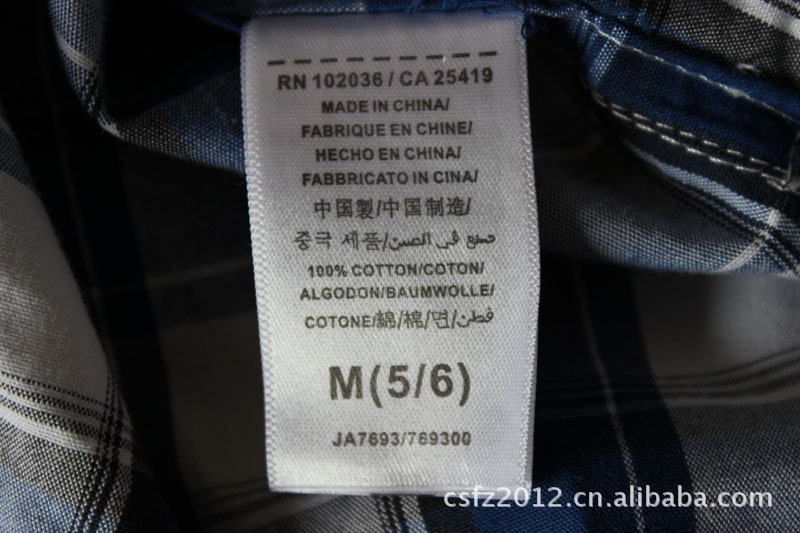 RN 102036 / CA 25419
MADE IN CHINA/
FABRIQUE EN CHINE/
HECHO EN CHINA/
FABBRICATO IN CINA/
中国製/中国制造/
중국 세품/صنع في الصين/
100% COTTON/COTON/
ALGODON/BAUMWOLLE/
COTONE/綿/棉/면/قطن/
M(5/6)
JA7693/769300
csfz2012.cn.alibaba.com